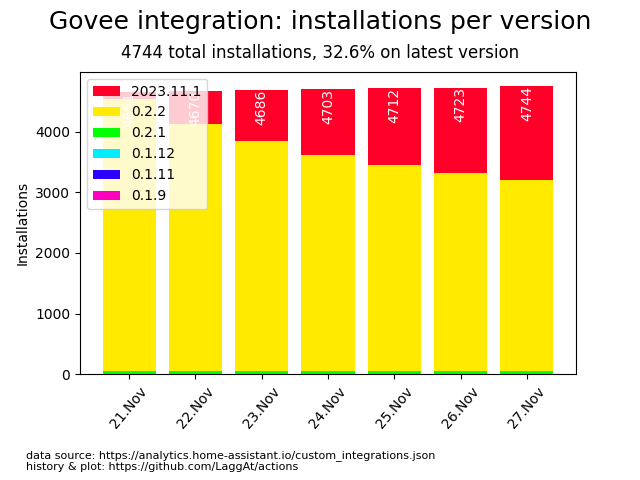 Govee integration: installations per version
4744 total installations, 32.6% on latest version
2023.11.1
0.2.2
0.2.1
0.1.12
0.1.11
0.1.9
4670
4686
4703
4712
4723
4744
Installations
4000
3000
2000
1000
0
21.Nov
22.Nov
23.Nov
24.Nov
25.Nov
26.Nov
27.Nov
data source: https://analytics.home-assistant.io/custom_integrations.json
history & plot: https://github.com/LaggAt/actions